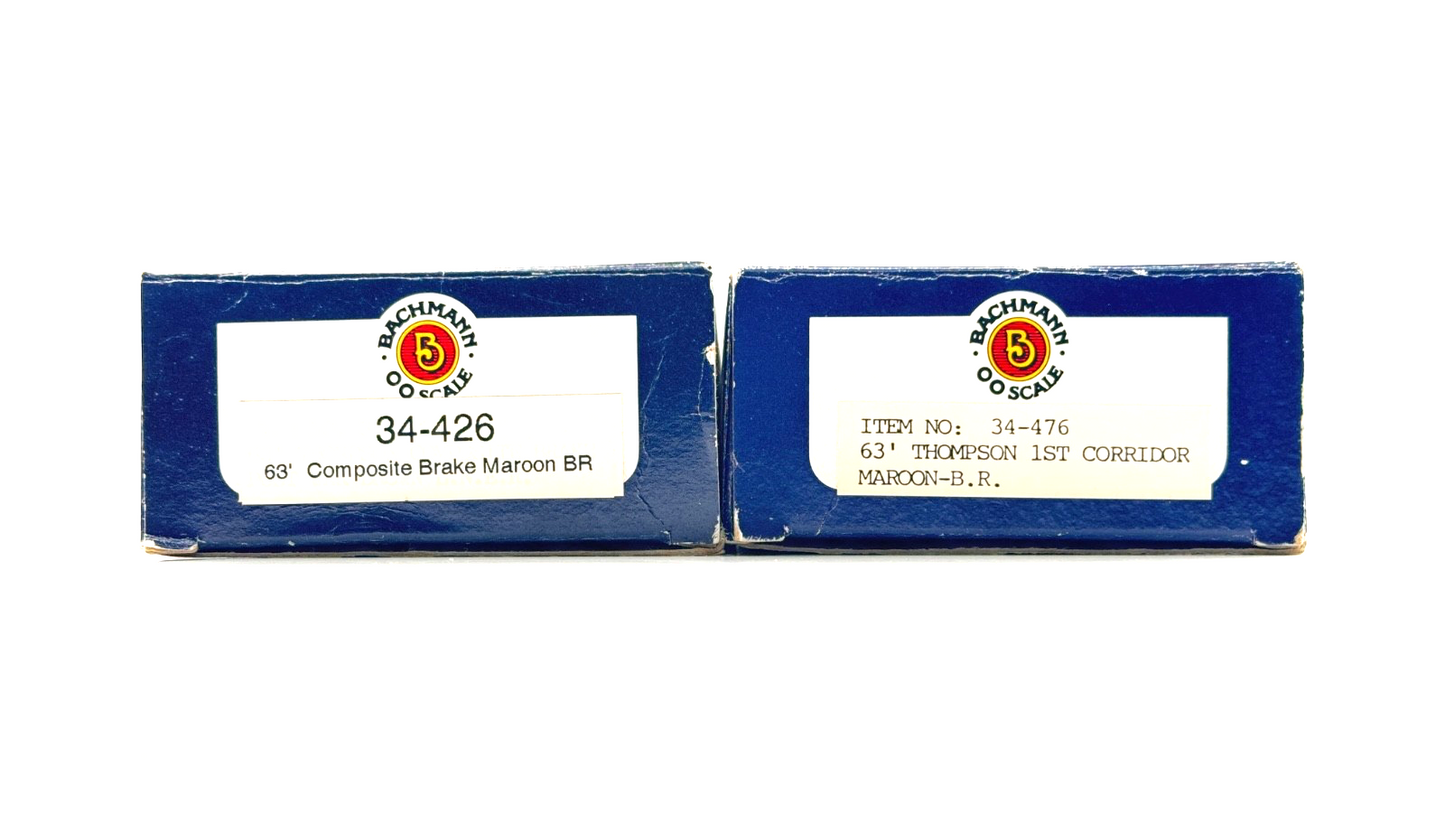 BACHMANN
B
OO SCALE
34-426
63' Composite Brake Maroon BR
BACHMANN
B
OO SCALE
ITEM NO: 34-476
63' THOMPSON 1ST CORRIDOR
MAROON-B.R.